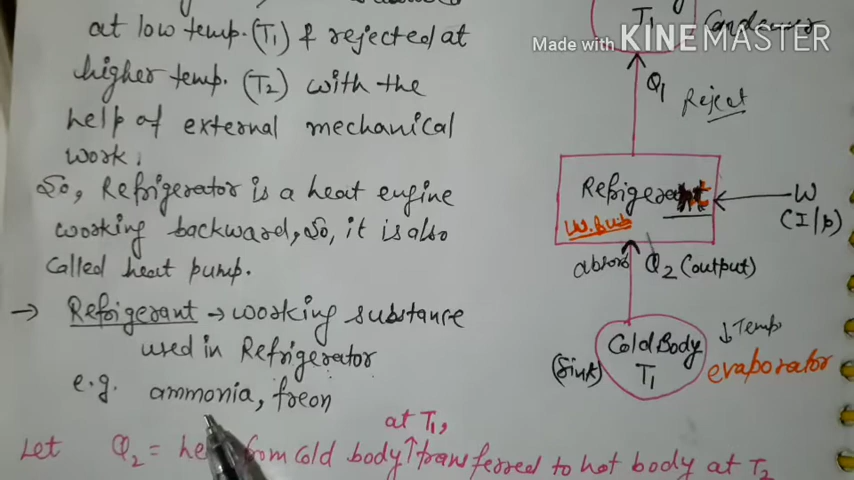 at low temp. (T1) & rejected at
higher temp. (T2) with the
help of external mechanical
work.
So, Refrigerator is a heat engine
working backward, So, it is also
called heat pump.
→ Refrigerant → working substance
used in Refrigerator
e.g. ammonia, freon
at T1,
Let Q2 = from cold body ↑ transferred to hot body at T2
T1 Condenser
Made with KINEMASTER
Q1 Reject
Refrigerant
W
(I/p)
absorb Q2 (output)
Cold Body
T1
(Sink)
↓ Temp
evaporator